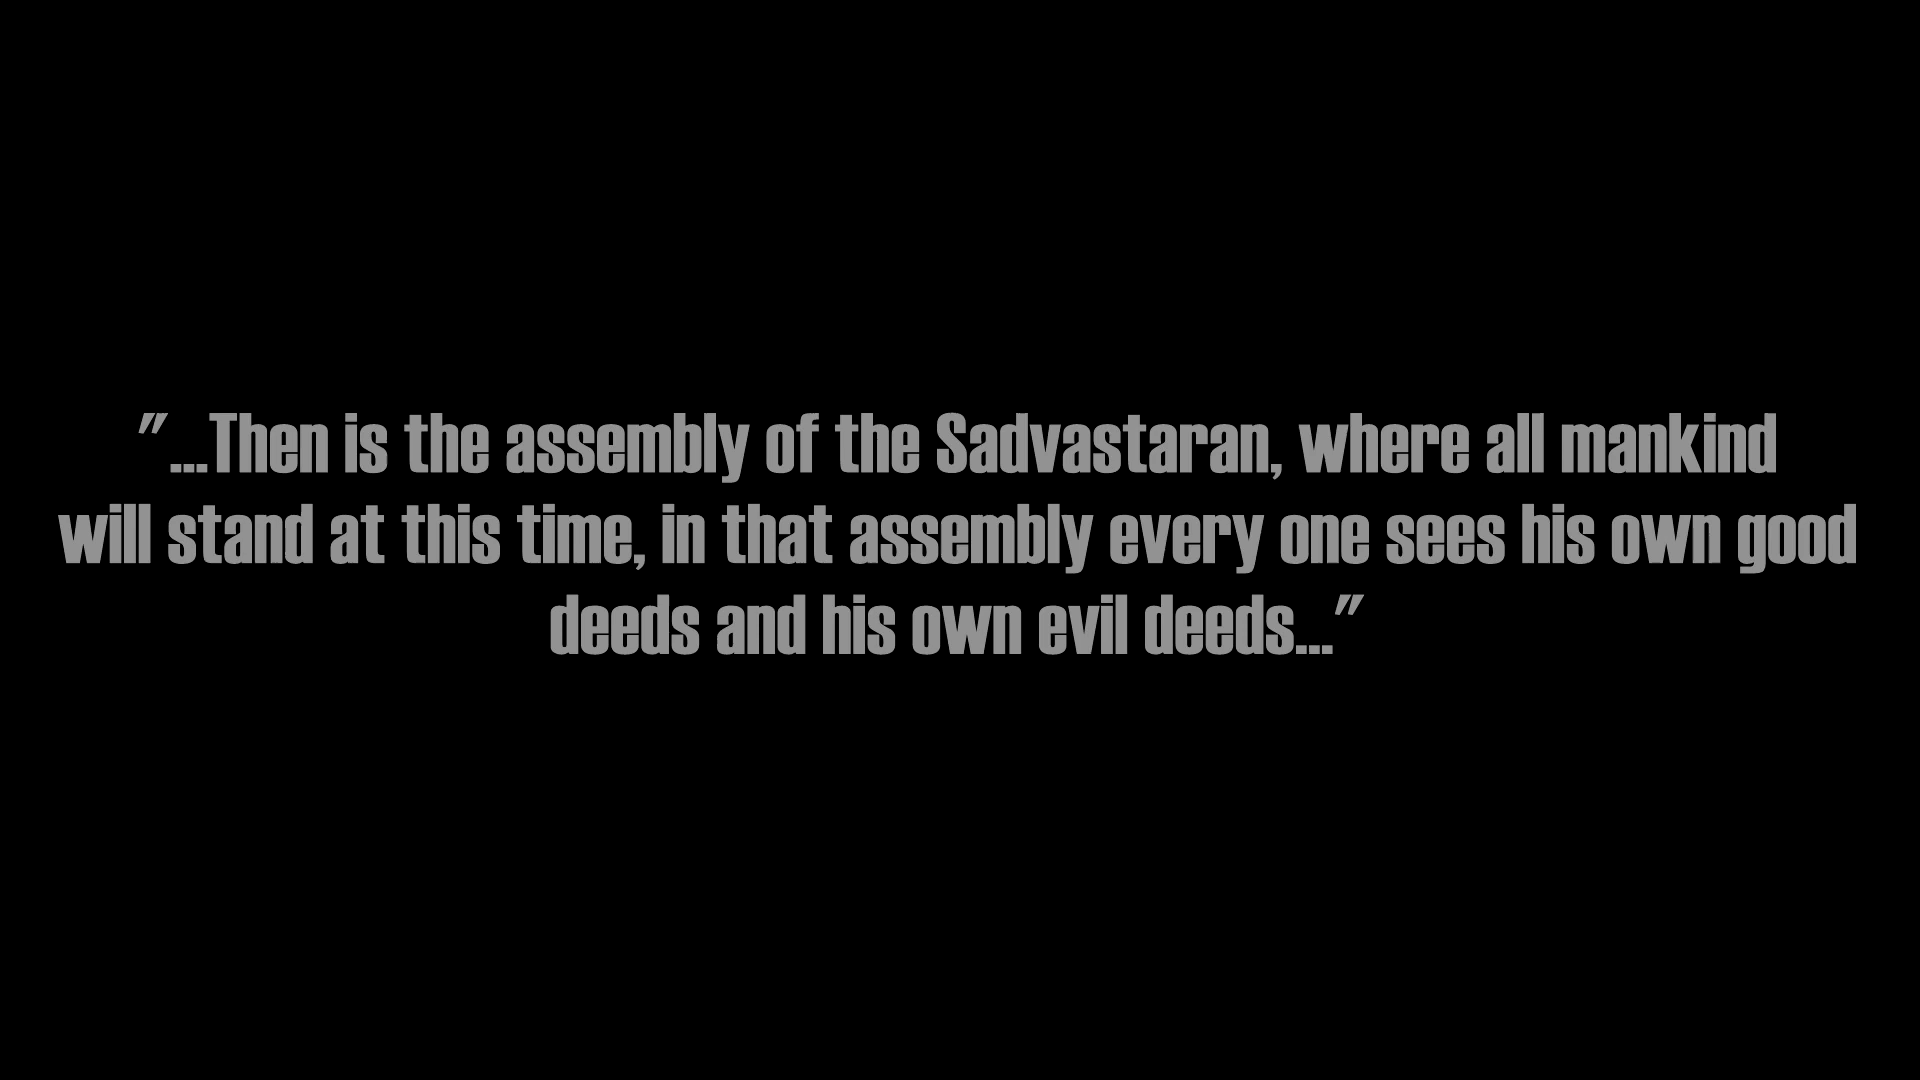 "...Then is the assembly of the Sadvastaran, where all mankind
will stand at this time, in that assembly every one sees his own good
deeds and his own evil deeds..."